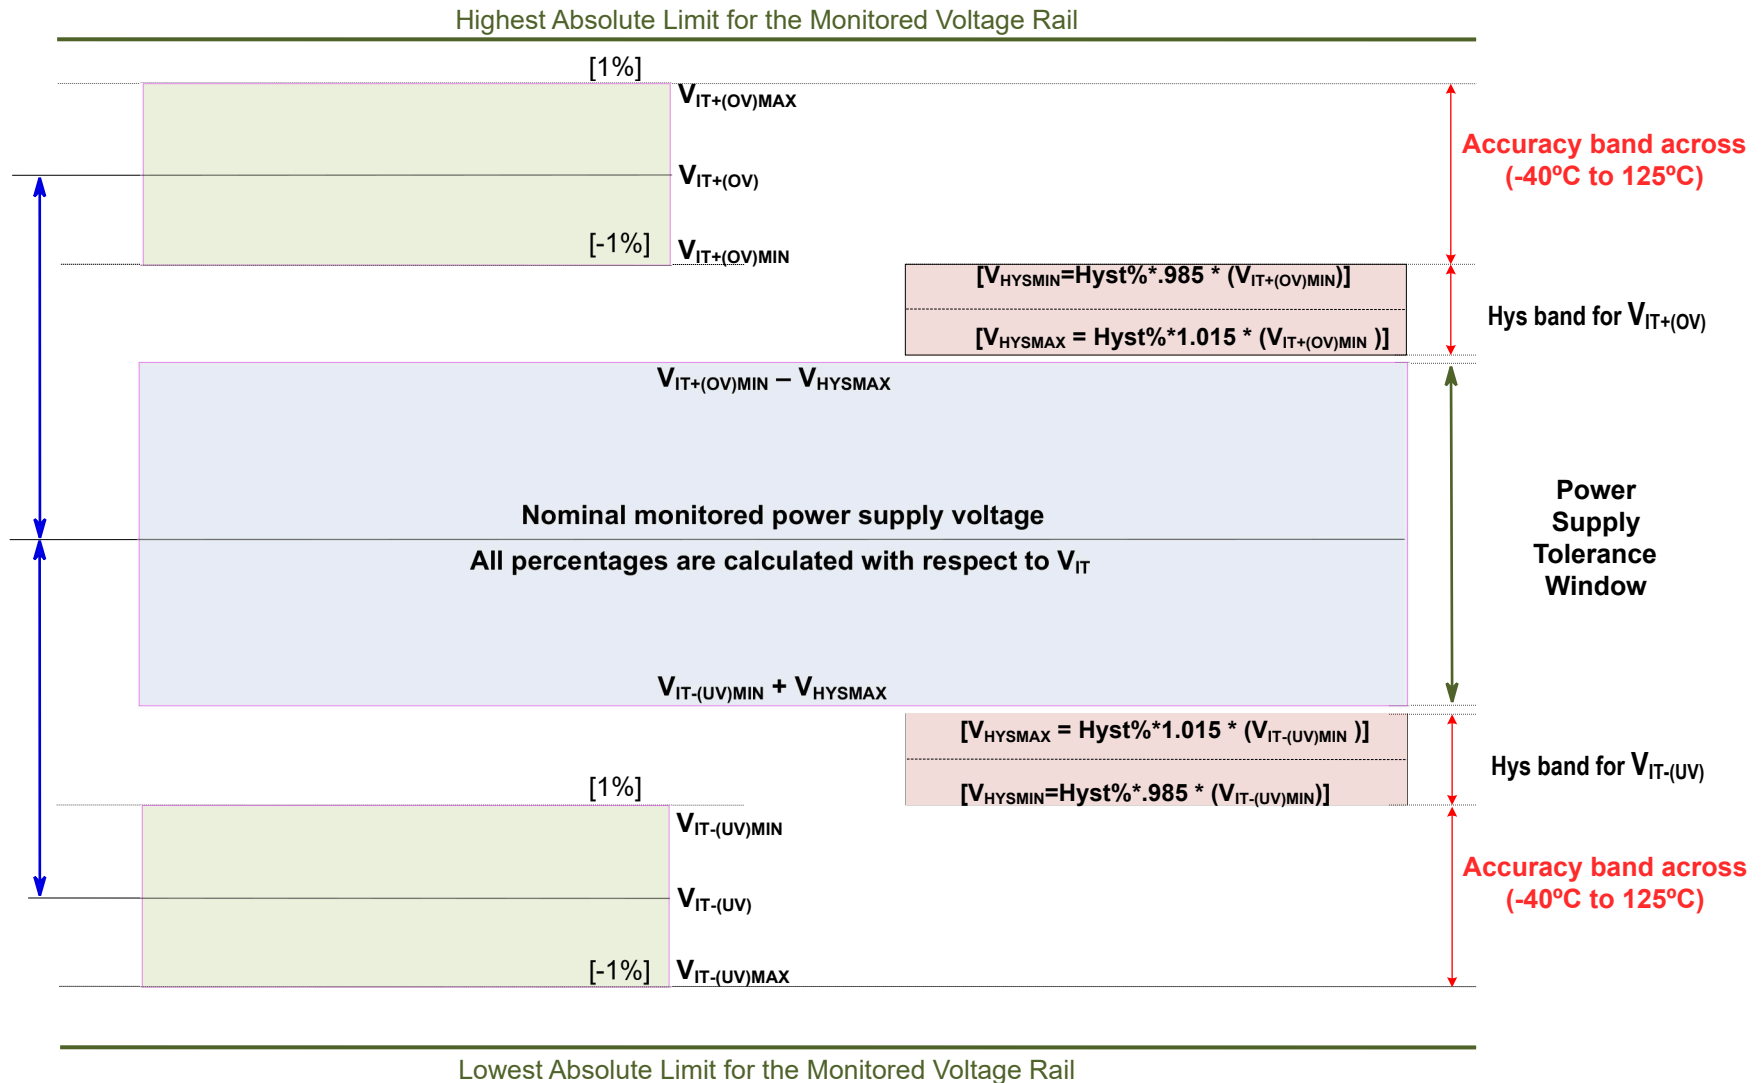 Highest Absolute Limit for the Monitored Voltage Rail
[1%]
VIT+(OV)MAX
Accuracy band across
(-40ºC to 125ºC)
VIT+(OV)
[-1%]
VIT+(OV)MIN
[VHYSMIN=Hyst%*.985 * (VIT+(OV)MIN)]
Hys band for VIT+(OV)
[VHYSMAX = Hyst%*1.015 * (VIT+(OV)MIN )]
VIT+(OV)MIN – VHYSMAX
Nominal monitored power supply voltage
All percentages are calculated with respect to VIT
Power
Supply
Tolerance
Window
VIT-(UV)MIN + VHYSMAX
[VHYSMAX = Hyst%*1.015 * (VIT-(UV)MIN )]
Hys band for VIT-(UV)
[VHYSMIN=Hyst%*.985 * (VIT-(UV)MIN)]
[1%]
VIT-(UV)MIN
Accuracy band across
(-40ºC to 125ºC)
VIT-(UV)
[-1%]
VIT-(UV)MAX
Lowest Absolute Limit for the Monitored Voltage Rail